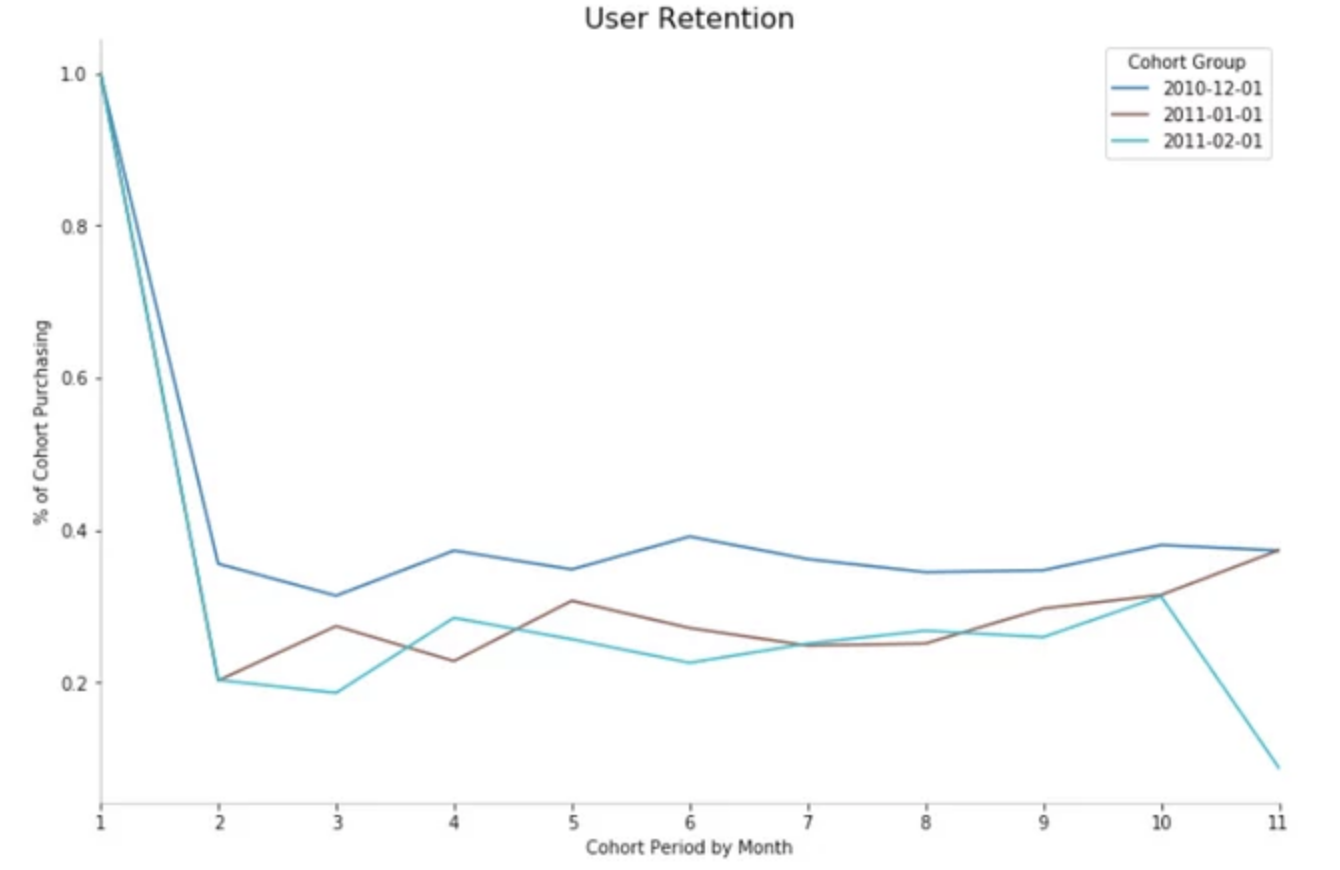 User Retention
Cohort Group
2010-12-01
2011-01-01
2011-02-01
1.0
0.8
0.6
0.4
0.2
% of Cohort Purchasing
1 2 3 4 5 6 7 8 9 10 11
Cohort Period by Month